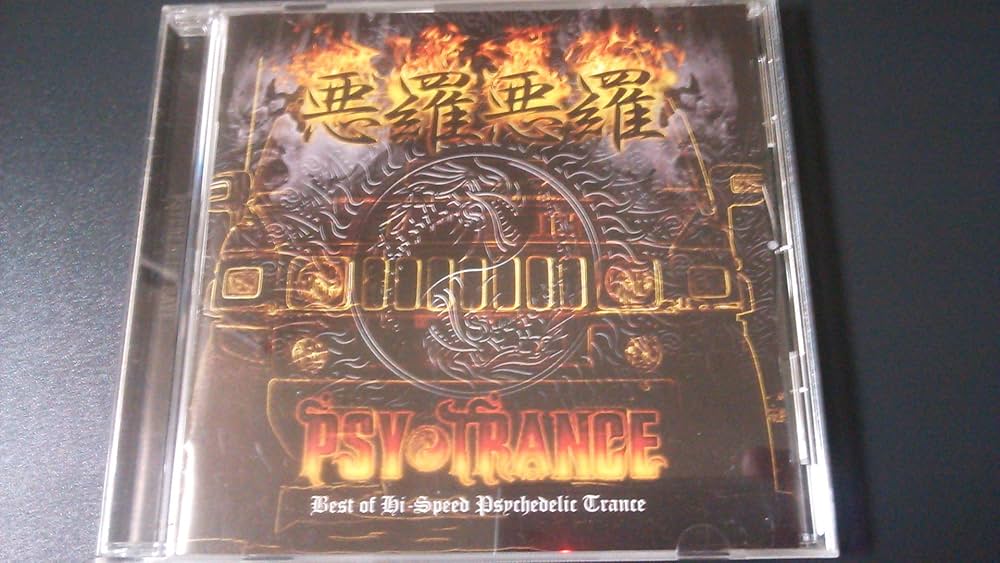 悪羅悪羅
PSY TRANCE
Best of Hi-Speed Psychedelic Trance